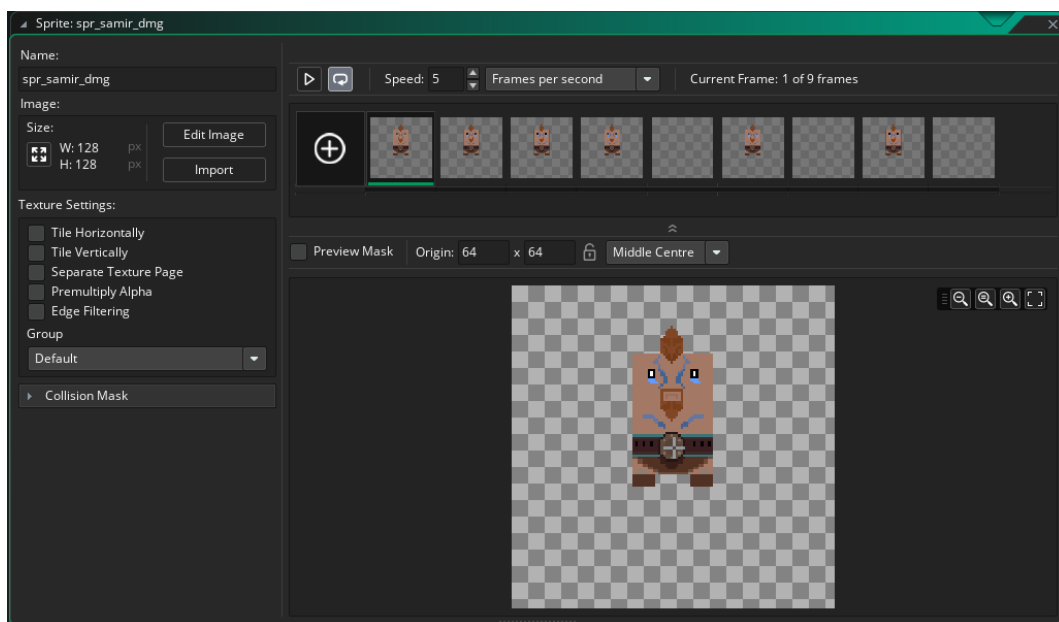 Sprite: spr_samir_dmg
Name:
spr_samir_dmg
Image:
Size:
W: 128 px
H: 128 px
Edit Image
Import
Texture Settings:
Tile Horizontally
Tile Vertically
Separate Texture Page
Premultiply Alpha
Edge Filtering
Group
Default
Collision Mask
Speed: 5 Frames per second Current Frame: 1 of 9 frames
Preview Mask Origin: 64 x 64 Middle Centre